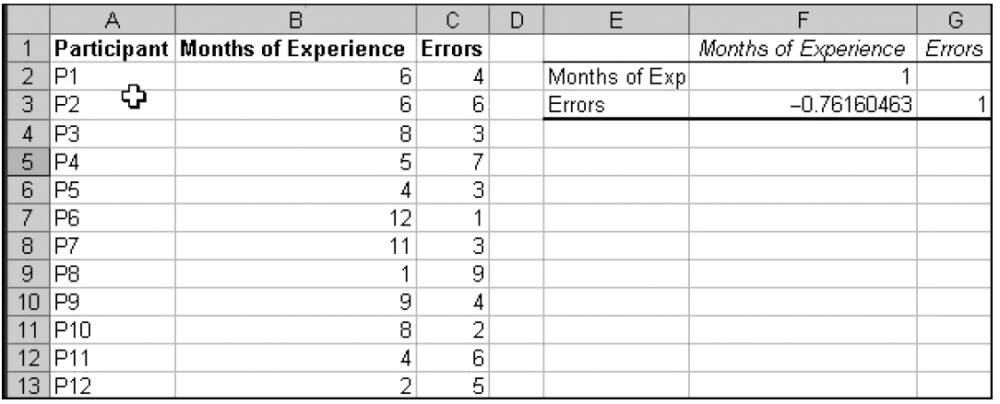 A B C D E F G
1 Participant Months of Experience Errors Months of Experience Errors
2 P1 6 4 Months of Exp 1
3 P2 6 6 Errors –0.76160463 1
4 P3 8 3
5 P4 5 7
6 P5 4 3
7 P6 12 1
8 P7 11 3
9 P8 1 9
10 P9 9 4
11 P10 8 2
12 P11 4 6
13 P12 2 5